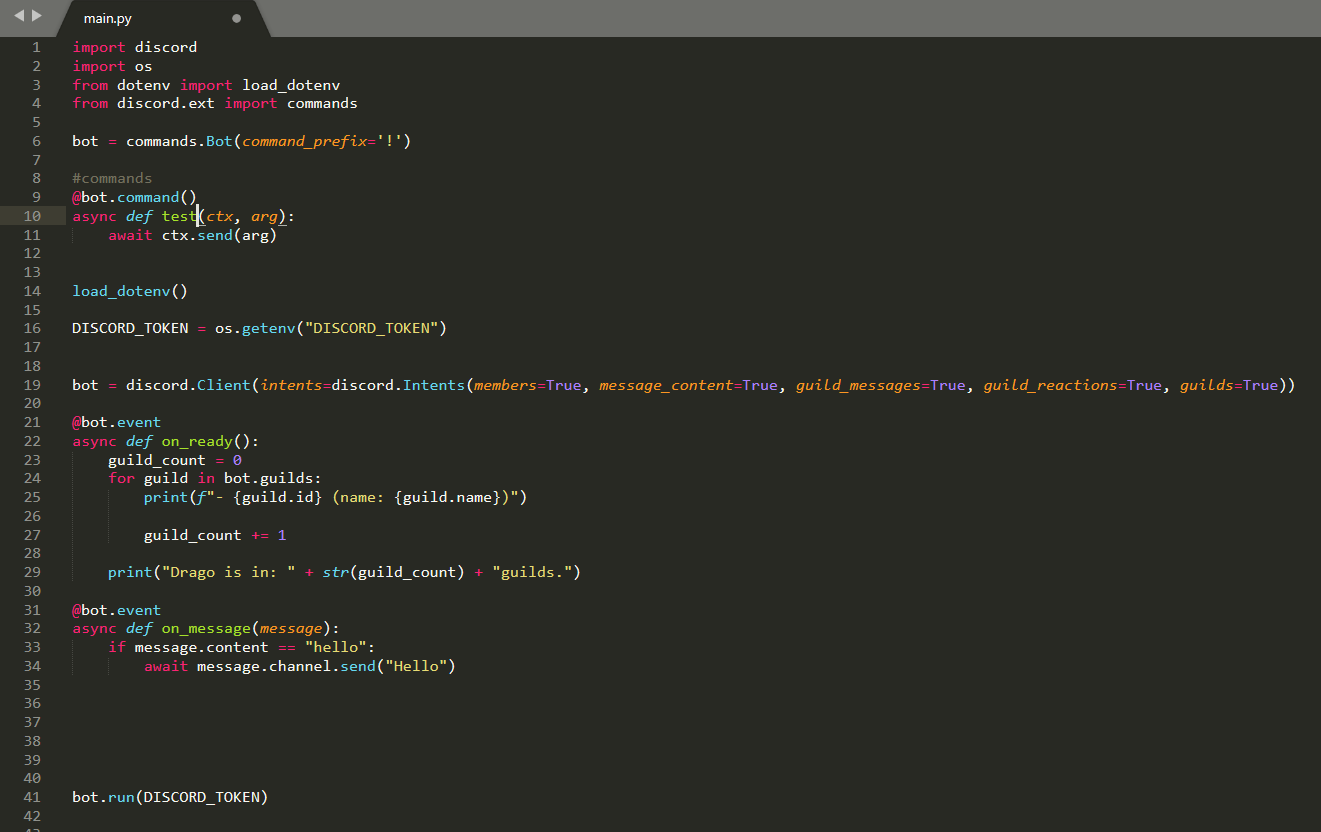 main.py
1 import discord
2 import os
3 from dotenv import load_dotenv
4 from discord.ext import commands
5
6 bot = commands.Bot(command_prefix='!')
7
8 #commands
9 @bot.command()
10 async def test(ctx, arg):
11     await ctx.send(arg)
12
13
14 load_dotenv()
15
16 DISCORD_TOKEN = os.getenv("DISCORD_TOKEN")
17
18
19 bot = discord.Client(intents=discord.Intents(members=True, message_content=True, guild_messages=True, guild_reactions=True, guilds=True))
20
21 @bot.event
22 async def on_ready():
23     guild_count = 0
24     for guild in bot.guilds:
25         print(f"- {guild.id} (name: {guild.name})")
26
27         guild_count += 1
28
29     print("Drago is in: " + str(guild_count) + "guilds.")
30
31 @bot.event
32 async def on_message(message):
33     if message.content == "hello":
34         await message.channel.send("Hello")
35
36
37
38
39
40
41 bot.run(DISCORD_TOKEN)
42